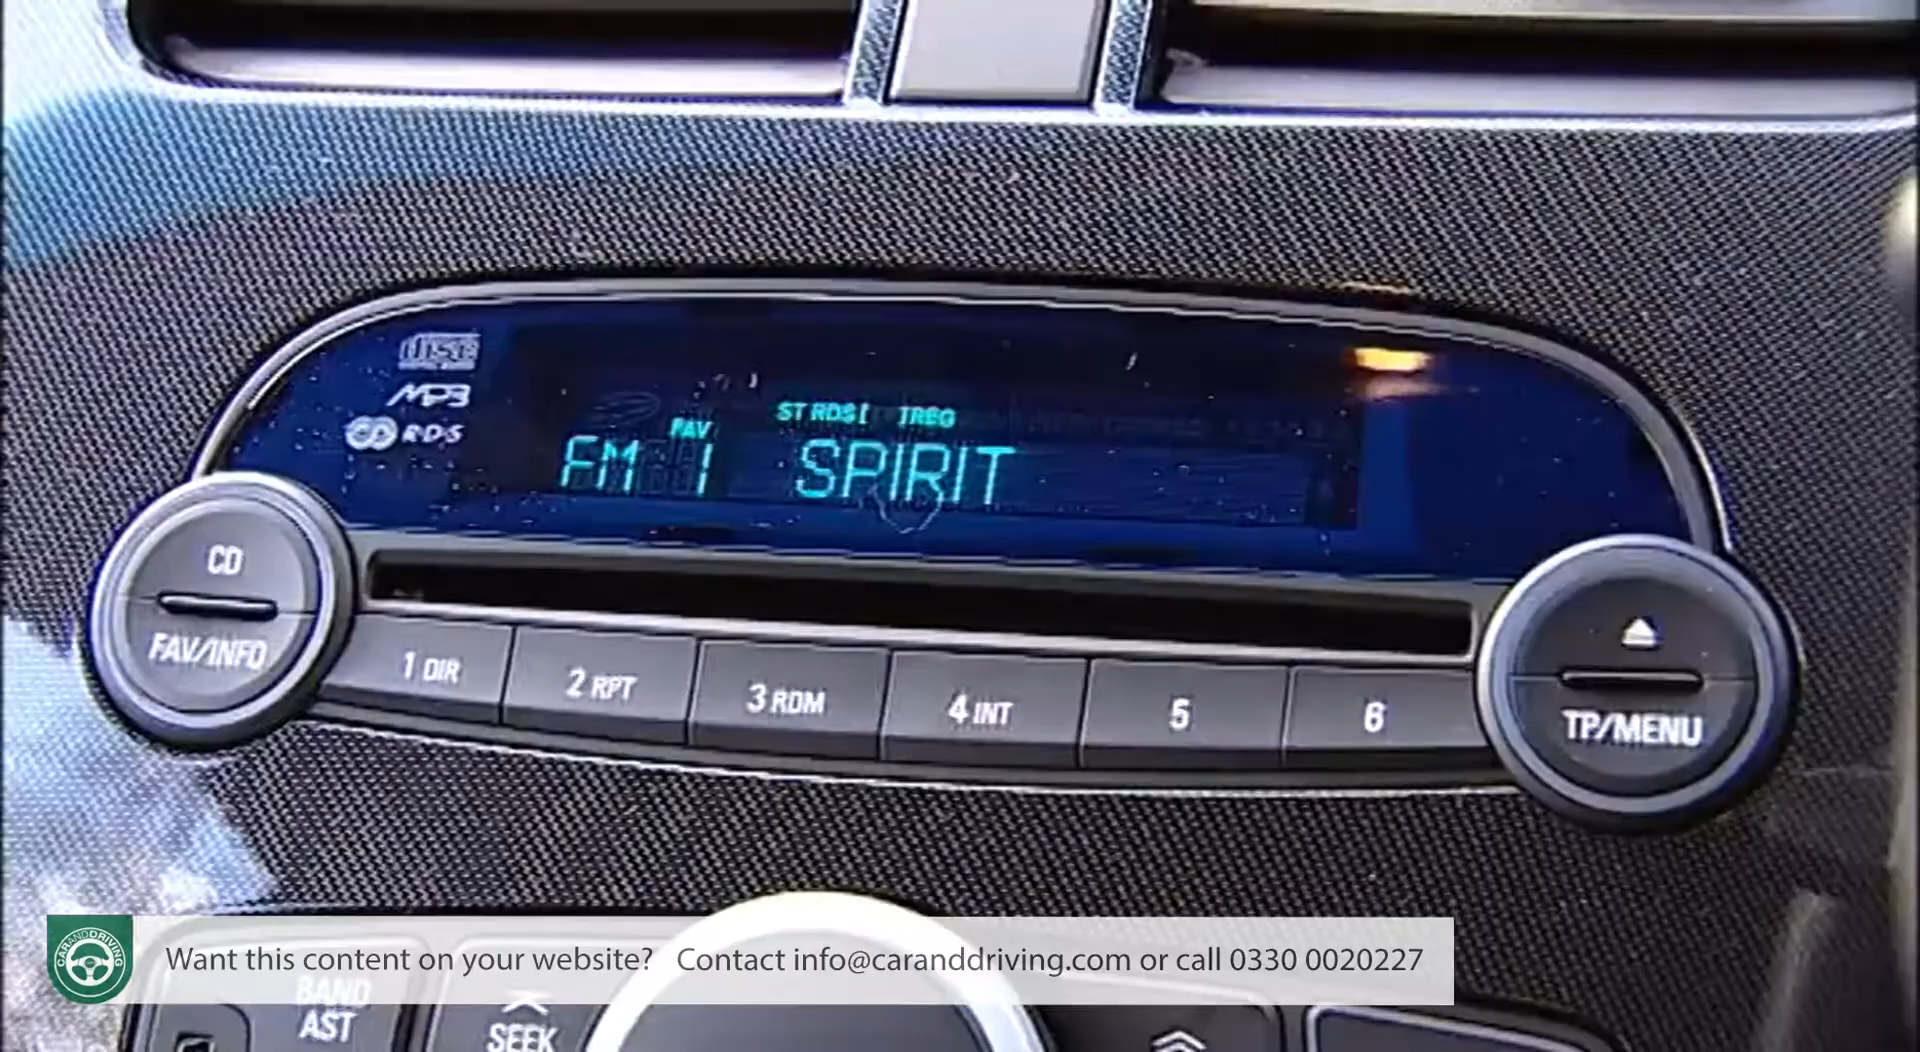 disc
MP3
R·D·S
FAV
ST RDS I TREG
FM 1 SPIRIT
CD
FAV/INFO
1 DIR
2 RPT
3 RDM
4 INT
5
6
TP/MENU
CARANDDRIVING
Want this content on your website? Contact info@caranddriving.com or call 0330 0020227
BAND
AST
SEEK